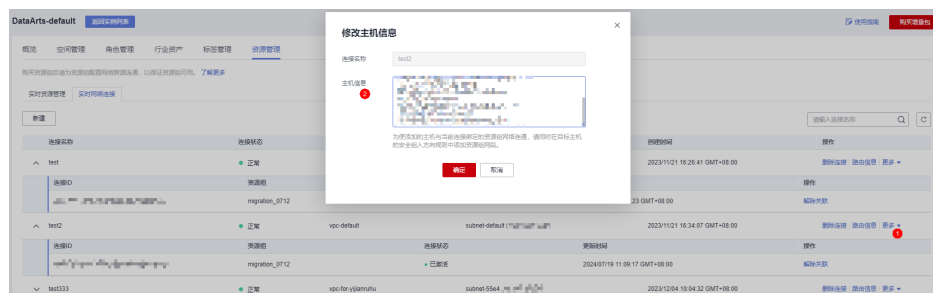 DataArts-default 返回实例列表 使用指南 购买增量包
概览 空间管理 角色管理 行业资产 标签管理 资源管理
购买资源组后请为资源组配置网络跨源连通，以保证资源组可用。 了解更多
实时资源管理 实时网络连接
新建 请输入连接名称
修改主机信息
连接名称 test2
主机信息
2
为使添加的主机与当前连接绑定的资源组网络连通，请同时在目标主机
的安全组入方向规则中添加资源组网段。
确定 取消
连接名称 连接状态 创建时间 操作
test 正常 2023/11/21 16:26:41 GMT+08:00 删除连接 路由信息 更多
连接ID 资源组 操作
migration_0712 23 GMT+08:00 解除关联
test2 正常 vpc-default subnet-default 2023/11/21 16:34:07 GMT+08:00 删除连接 路由信息 更多
1
连接ID 资源组 连接状态 更新时间 操作
migration_0712 已激活 2024/07/19 11:09:17 GMT+08:00 解除关联
test333 正常 vpc-for-yijianruhu subnet-55e4 2023/12/04 10:04:32 GMT+08:00 删除连接 路由信息 更多